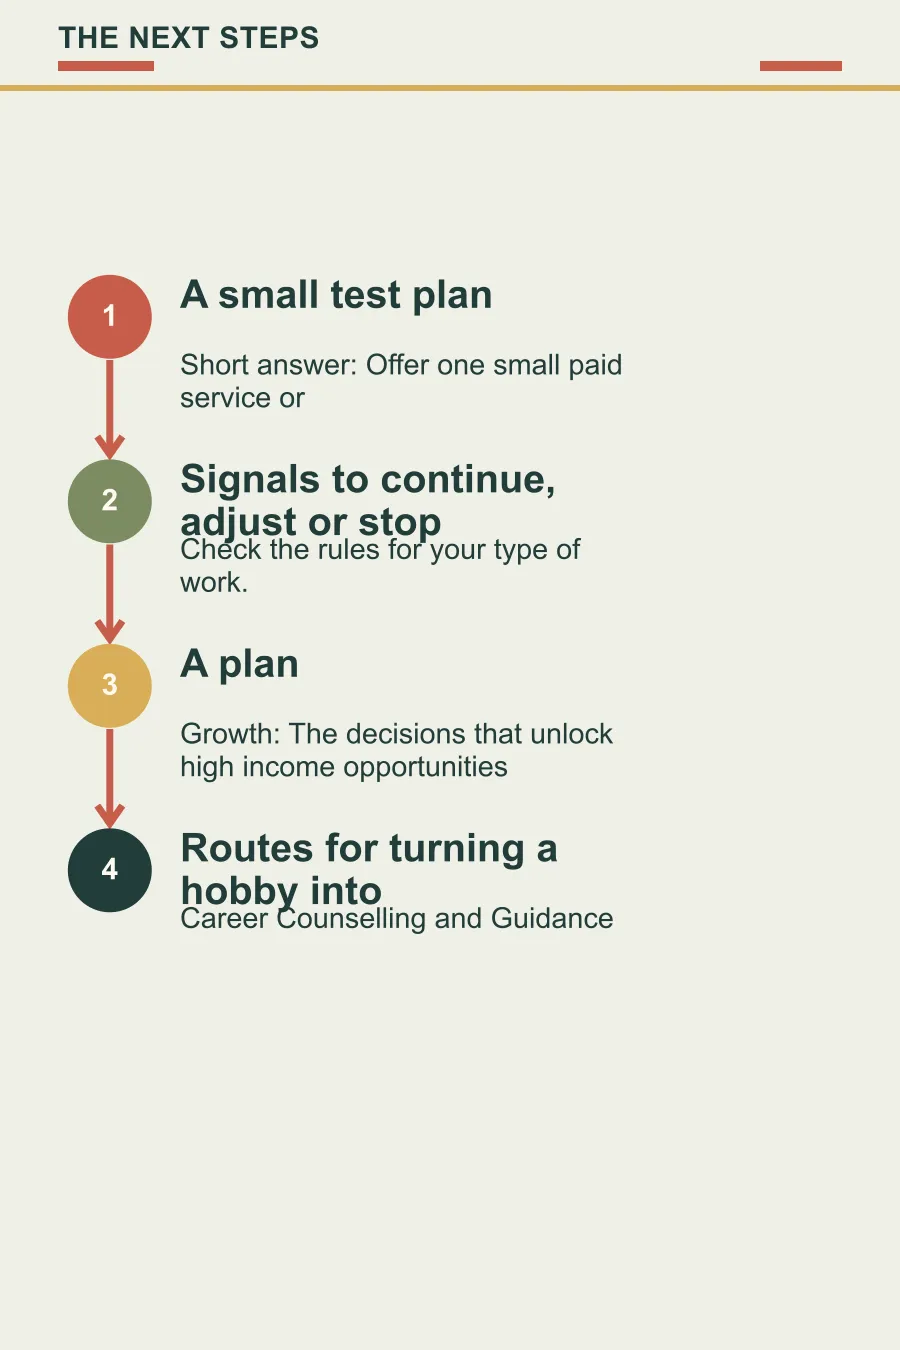 THE NEXT STEPS
1
A small test plan
Short answer: Offer one small paid
service or
2
Signals to continue,
adjust or stop
Check the rules for your type of
work.
3
A plan
Growth: The decisions that unlock
high income opportunities
4
Routes for turning a
hobby into
Career Counselling and Guidance